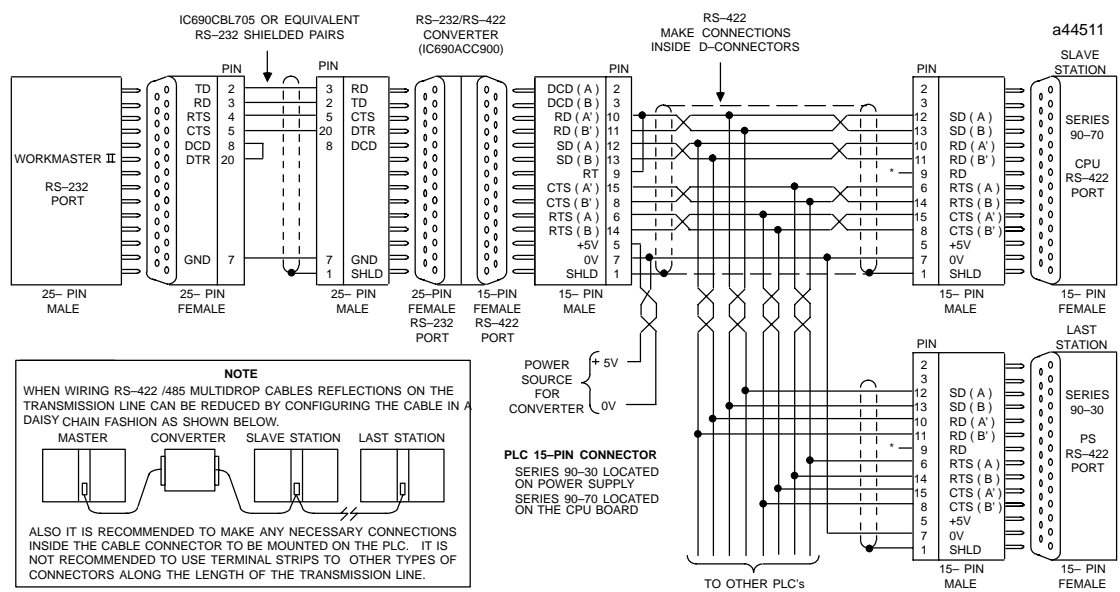 IC690CBL705 OR EQUIVALENT
RS–232 SHIELDED PAIRS
RS–232/RS–422
CONVERTER
(IC690ACC900)
RS–422
MAKE CONNECTIONS
INSIDE D–CONNECTORS
a44511
SLAVE
STATION
WORKMASTER II
RS–232
PORT
25– PIN
MALE
PIN
TD 2
RD 3
RTS 4
CTS 5
DCD 8
DTR 20
GND 7
25– PIN
FEMALE
PIN
3 RD
2 TD
5 CTS
20 DTR
8 DCD
7 GND
1 SHLD
25– PIN
MALE
25–PIN
FEMALE
RS–232
PORT
15–PIN
FEMALE
RS–422
PORT
PIN
DCD ( A ) 2
DCD ( B ) 3
RD ( A' ) 10
RD ( B' ) 11
SD ( A ) 12
SD ( B ) 13
RT 9
CTS ( A' ) 15
CTS ( B' ) 8
RTS ( A ) 6
RTS ( B ) 14
+5V 5
0V 7
SHLD 1
15– PIN
MALE
PIN
2
3
12 SD ( A )
13 SD ( B )
10 RD ( A' )
11 RD ( B' )
* 9 RD
6 RTS ( A )
14 RTS ( B )
15 CTS ( A' )
8 CTS ( B' )
5 +5V
7 0V
1 SHLD
15– PIN
MALE
SERIES
90–70
CPU
RS–422
PORT
15– PIN
FEMALE
POWER
SOURCE
FOR
CONVERTER
+ 5V
0V
LAST
STATION
PIN
2
3
12 SD ( A )
13 SD ( B )
10 RD ( A' )
11 RD ( B' )
* 9 RD
6 RTS ( A )
14 RTS ( B )
15 CTS ( A' )
8 CTS ( B' )
5 +5V
7 0V
1 SHLD
15– PIN
MALE
SERIES
90–30
PS
RS–422
PORT
15– PIN
FEMALE
PLC 15–PIN CONNECTOR
SERIES 90–30 LOCATED
ON POWER SUPPLY
SERIES 90–70 LOCATED
ON THE CPU BOARD
TO OTHER PLC's
NOTE
WHEN WIRING RS–422 /485 MULTIDROP CABLES REFLECTIONS ON THE
TRANSMISSION LINE CAN BE REDUCED BY CONFIGURING THE CABLE IN A
DAISY CHAIN FASHION AS SHOWN BELOW.
MASTER CONVERTER SLAVE STATION LAST STATION
ALSO IT IS RECOMMENDED TO MAKE ANY NECESSARY CONNECTIONS
INSIDE THE CABLE CONNECTOR TO BE MOUNTED ON THE PLC. IT IS
NOT RECOMMENDED TO USE TERMINAL STRIPS TO OTHER TYPES OF
CONNECTORS ALONG THE LENGTH OF THE TRANSMISSION LINE.